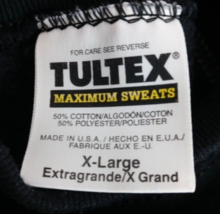 FOR CARE SEE REVERSE
TULTEX®
MAXIMUM SWEATS
50% COTTON/ALGODÓN/COTON
50% POLYESTER/POLIESTER
MADE IN U.S.A. / HECHO EN E.U.A./
FABRIQUE AUX E.-U.
X-Large
Extragrande/X Grand